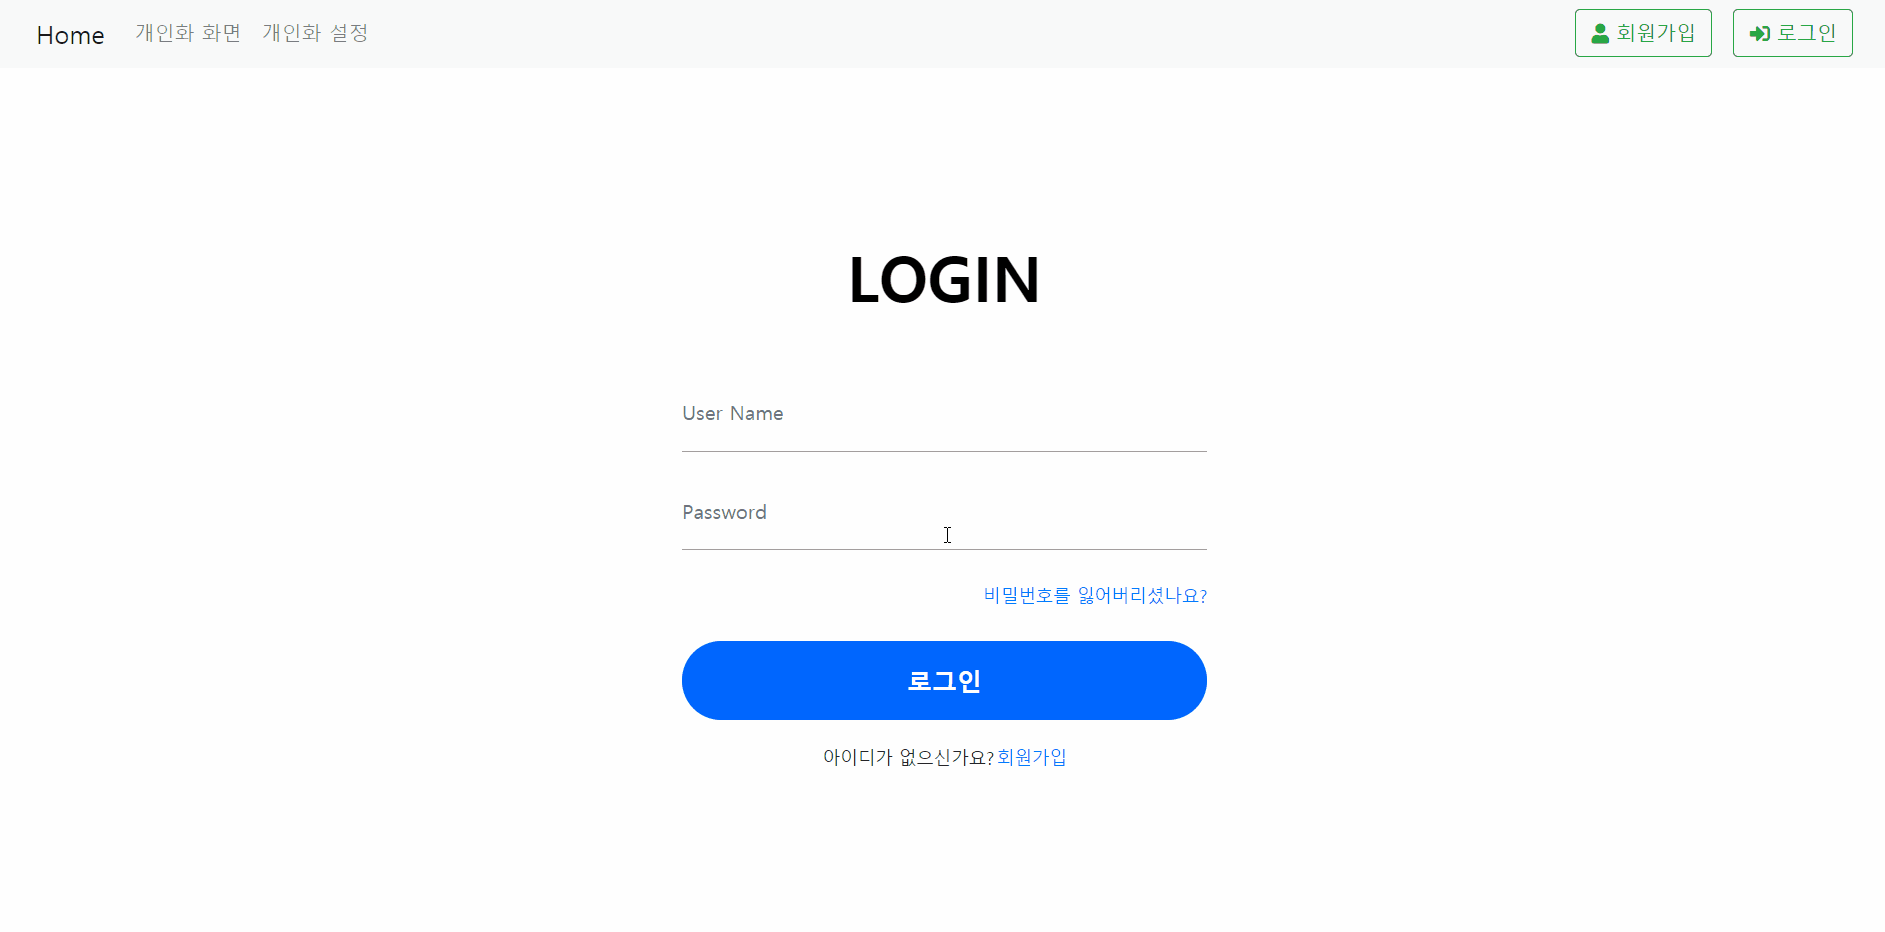 Home 개인화 화면 개인화 설정 회원가입 로그인
LOGIN
User Name
Password
비밀번호를 잃어버리셨나요?
로그인
아이디가 없으신가요? 회원가입